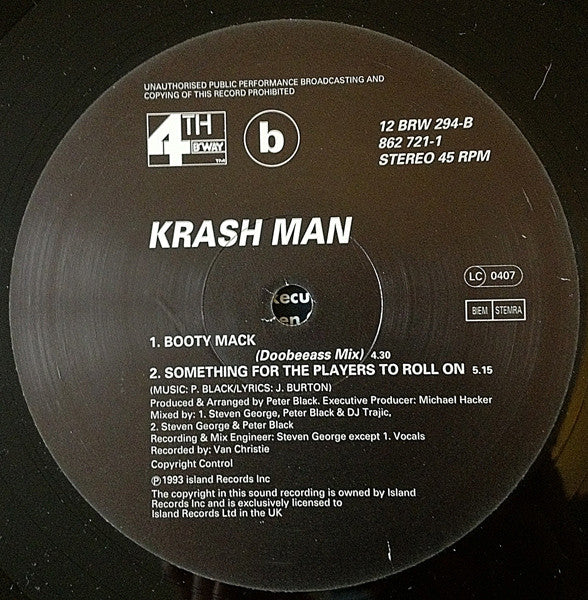 UNAUTHORISED PUBLIC PERFORMANCE BROADCASTING AND
COPYING OF THIS RECORD PROHIBITED
4TH
B'WAY
TM
b
12 BRW 294-B
862 721-1
STEREO 45 RPM
KRASH MAN
LC 0407
BIEM STEMRA
ecu
en
1. BOOTY MACK
(Doobeeass Mix) 4.30
2. SOMETHING FOR THE PLAYERS TO ROLL ON 5.15
(MUSIC: P. BLACK/LYRICS: J. BURTON)
Produced & Arranged by Peter Black. Executive Producer: Michael Hacker
Mixed by: 1. Steven George, Peter Black & DJ Trajic,
2. Steven George & Peter Black
Recording & Mix Engineer: Steven George except 1. Vocals
Recorded by: Van Christie
Copyright Control
℗ 1993 island Records Inc
The copyright in this sound recording is owned by Island
Records Inc and is exclusively licensed to
Island Records Ltd in the UK